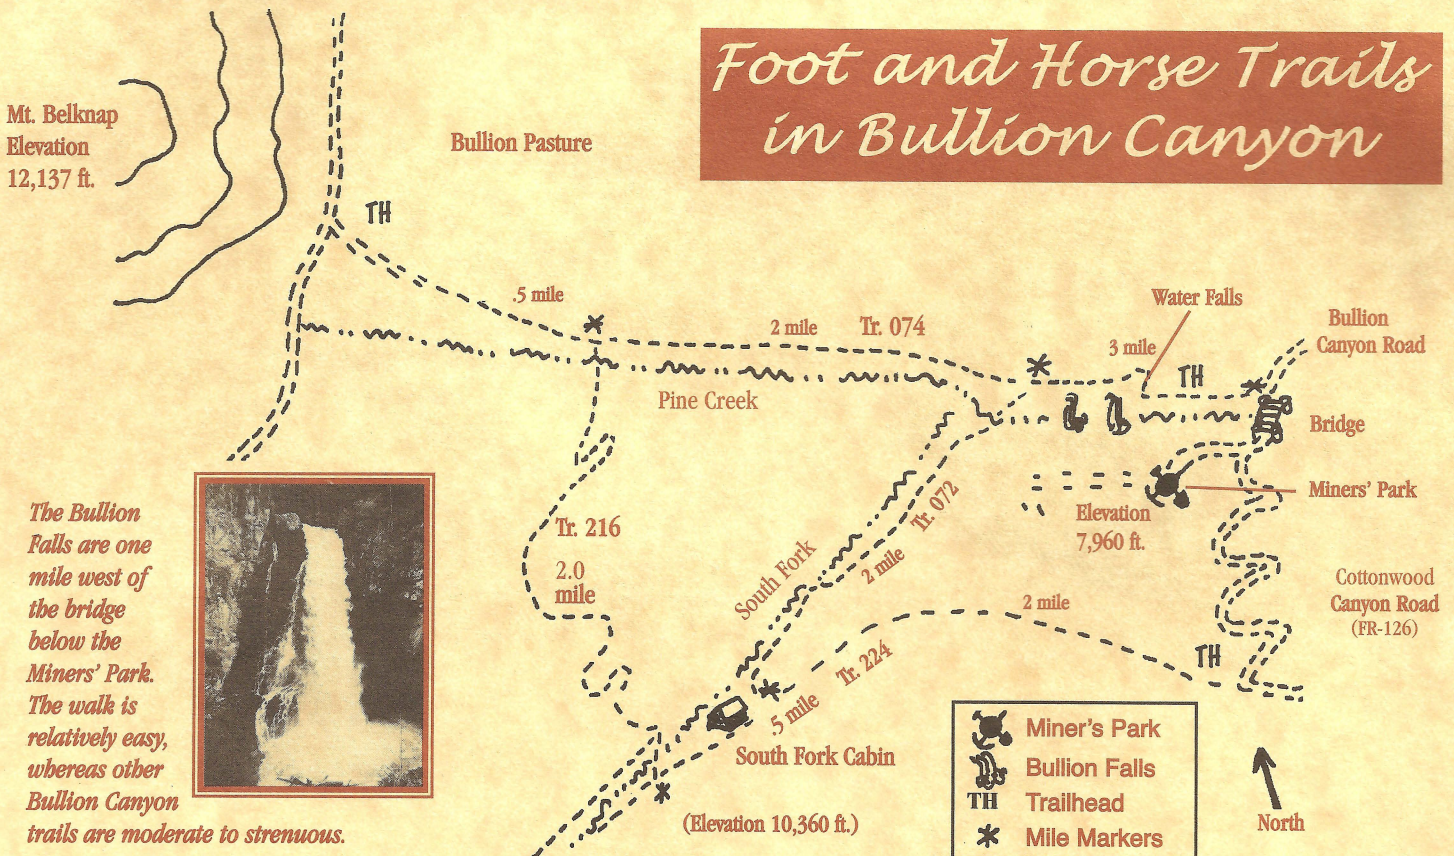 Foot and Horse Trails
in Bullion Canyon
Mt. Belknap
Elevation
12,137 ft.
Bullion Pasture
TH
.5 mile
2 mile
Tr. 074
Water Falls
3 mile
TH
Bullion
Canyon Road
Pine Creek
Bridge
Miners' Park
Elevation
7,960 ft.
Tr. 072
2 mile
South Fork
Tr. 216
2.0
mile
Cottonwood
Canyon Road
(FR-126)
2 mile
TH
Tr. 224
.5 mile
South Fork Cabin
(Elevation 10,360 ft.)
The Bullion
Falls are one
mile west of
the bridge
below the
Miners' Park.
The walk is
relatively easy,
whereas other
Bullion Canyon
trails are moderate to strenuous.
Miner's Park
Bullion Falls
TH Trailhead
Mile Markers
North